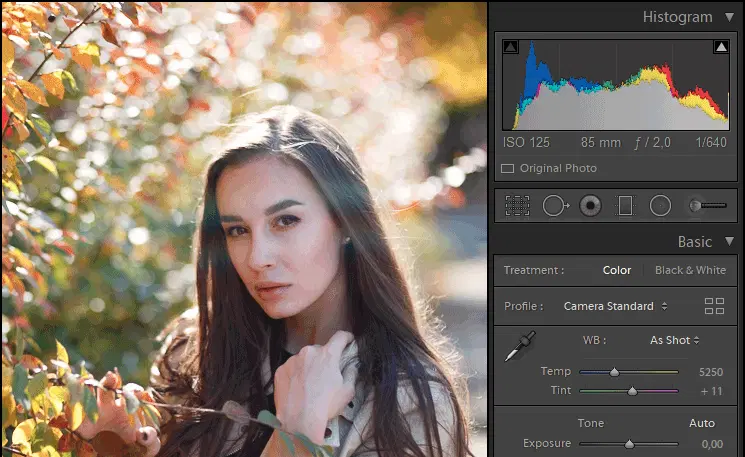 Histogram
ISO 125 85 mm ƒ / 2,0 1/640
Original Photo
Basic
Treatment : Color Black & White
Profile : Camera Standard
WB : As Shot
Temp 5250
Tint + 11
Tone Auto
Exposure 0,00